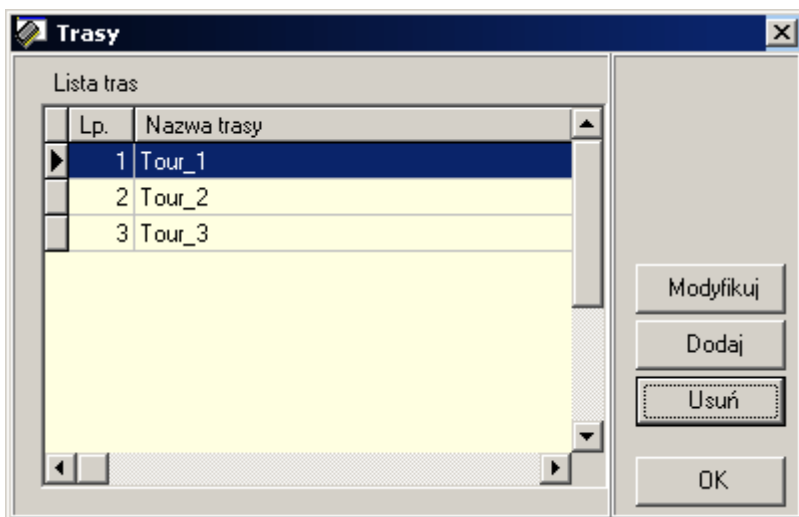 Trasy
Lista tras
Lp. Nazwa trasy
1 Tour_1
2 Tour_2
3 Tour_3
Modyfikuj
Dodaj
Usuń
OK